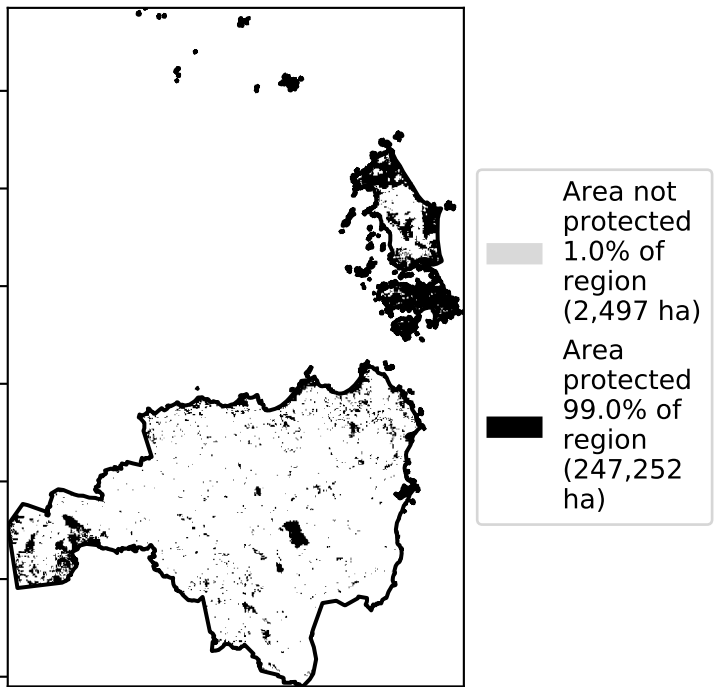 Area not
protected
1.0% of
region
(2,497 ha)
Area
protected
99.0% of
region
(247,252
ha)